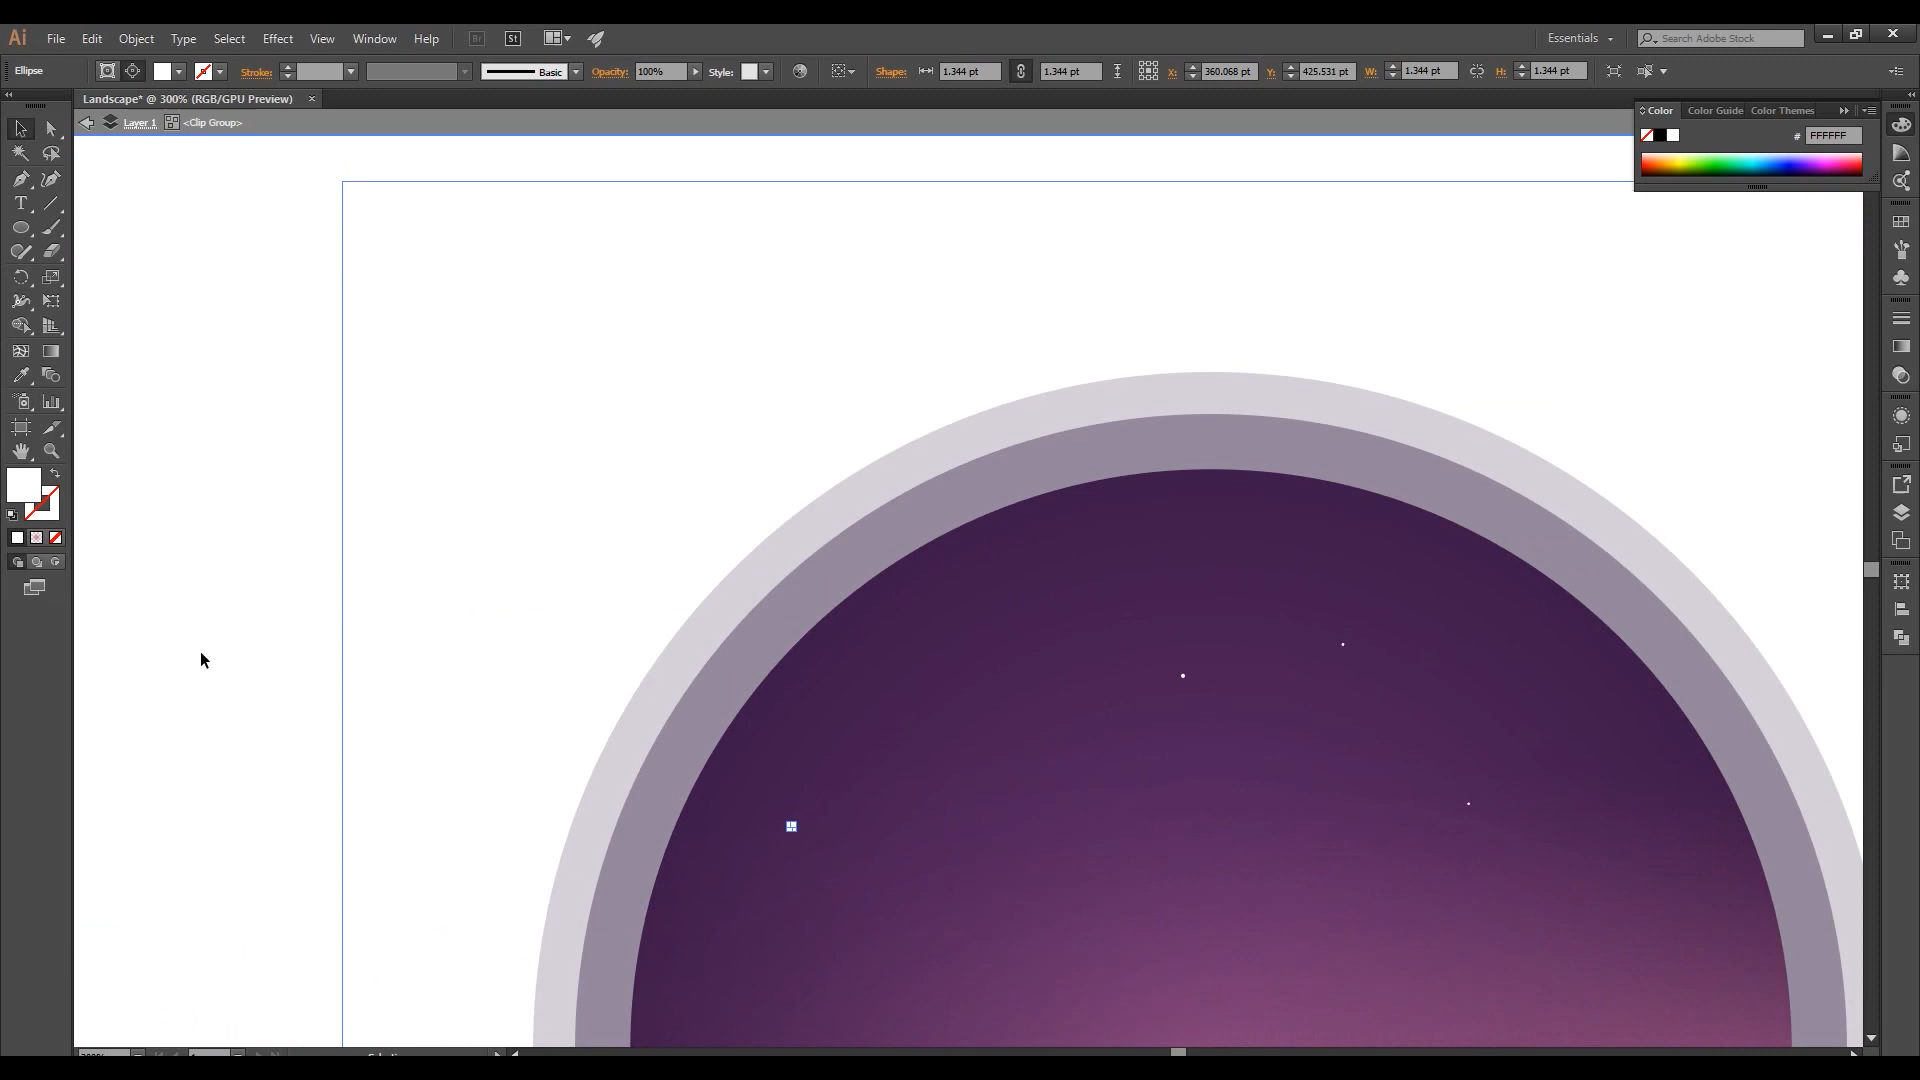 Ai File Edit Object Type Select Effect View Window Help Br St Essentials Search Adobe Stock
Ellipse Stroke: Basic Opacity: 100% Style: Shape: 1.344 pt 1.344 pt X: 360.068 pt Y: 425.531 pt W: 1.344 pt H: 1.344 pt
Landscape* @ 300% (RGB/GPU Preview) ×
Layer 1 <Clip Group>
Color Color Guide Color Themes
# FFFFFF
T